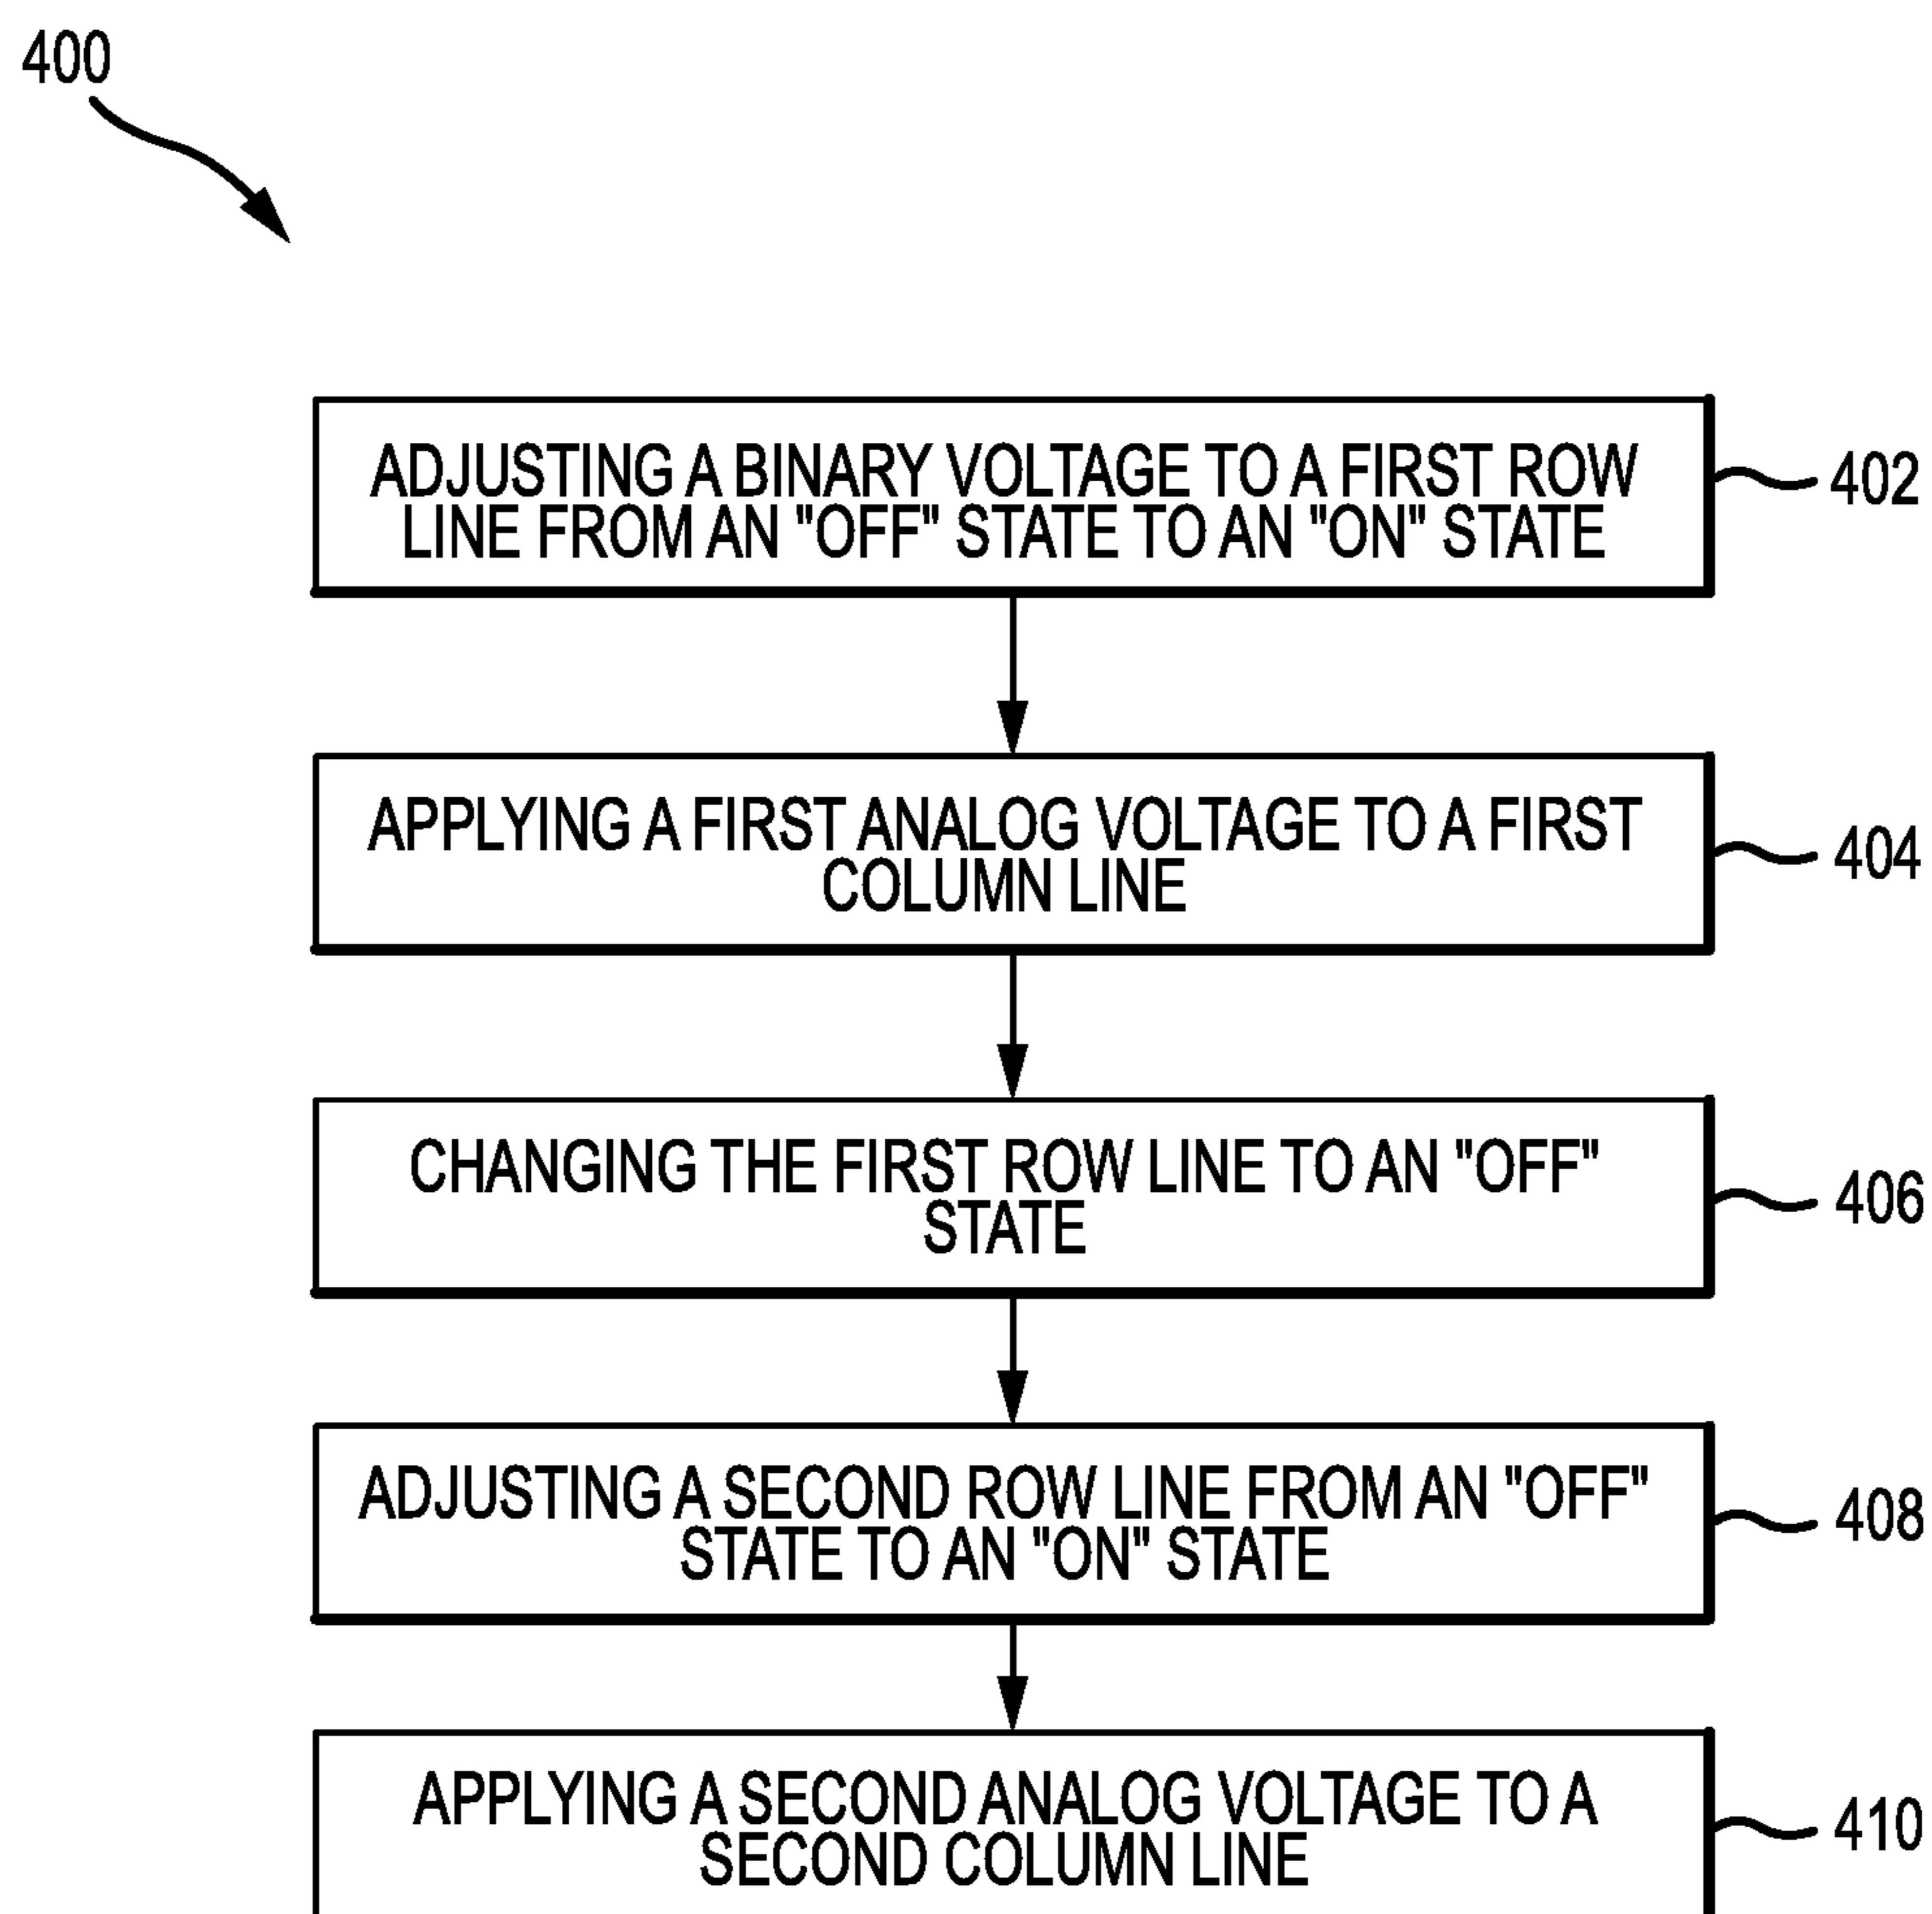 400
ADJUSTING A BINARY VOLTAGE TO A FIRST ROW
LINE FROM AN "OFF" STATE TO AN "ON" STATE
402
APPLYING A FIRST ANALOG VOLTAGE TO A FIRST
COLUMN LINE
404
CHANGING THE FIRST ROW LINE TO AN "OFF"
STATE
406
ADJUSTING A SECOND ROW LINE FROM AN "OFF"
STATE TO AN "ON" STATE
408
APPLYING A SECOND ANALOG VOLTAGE TO A
SECOND COLUMN LINE
410